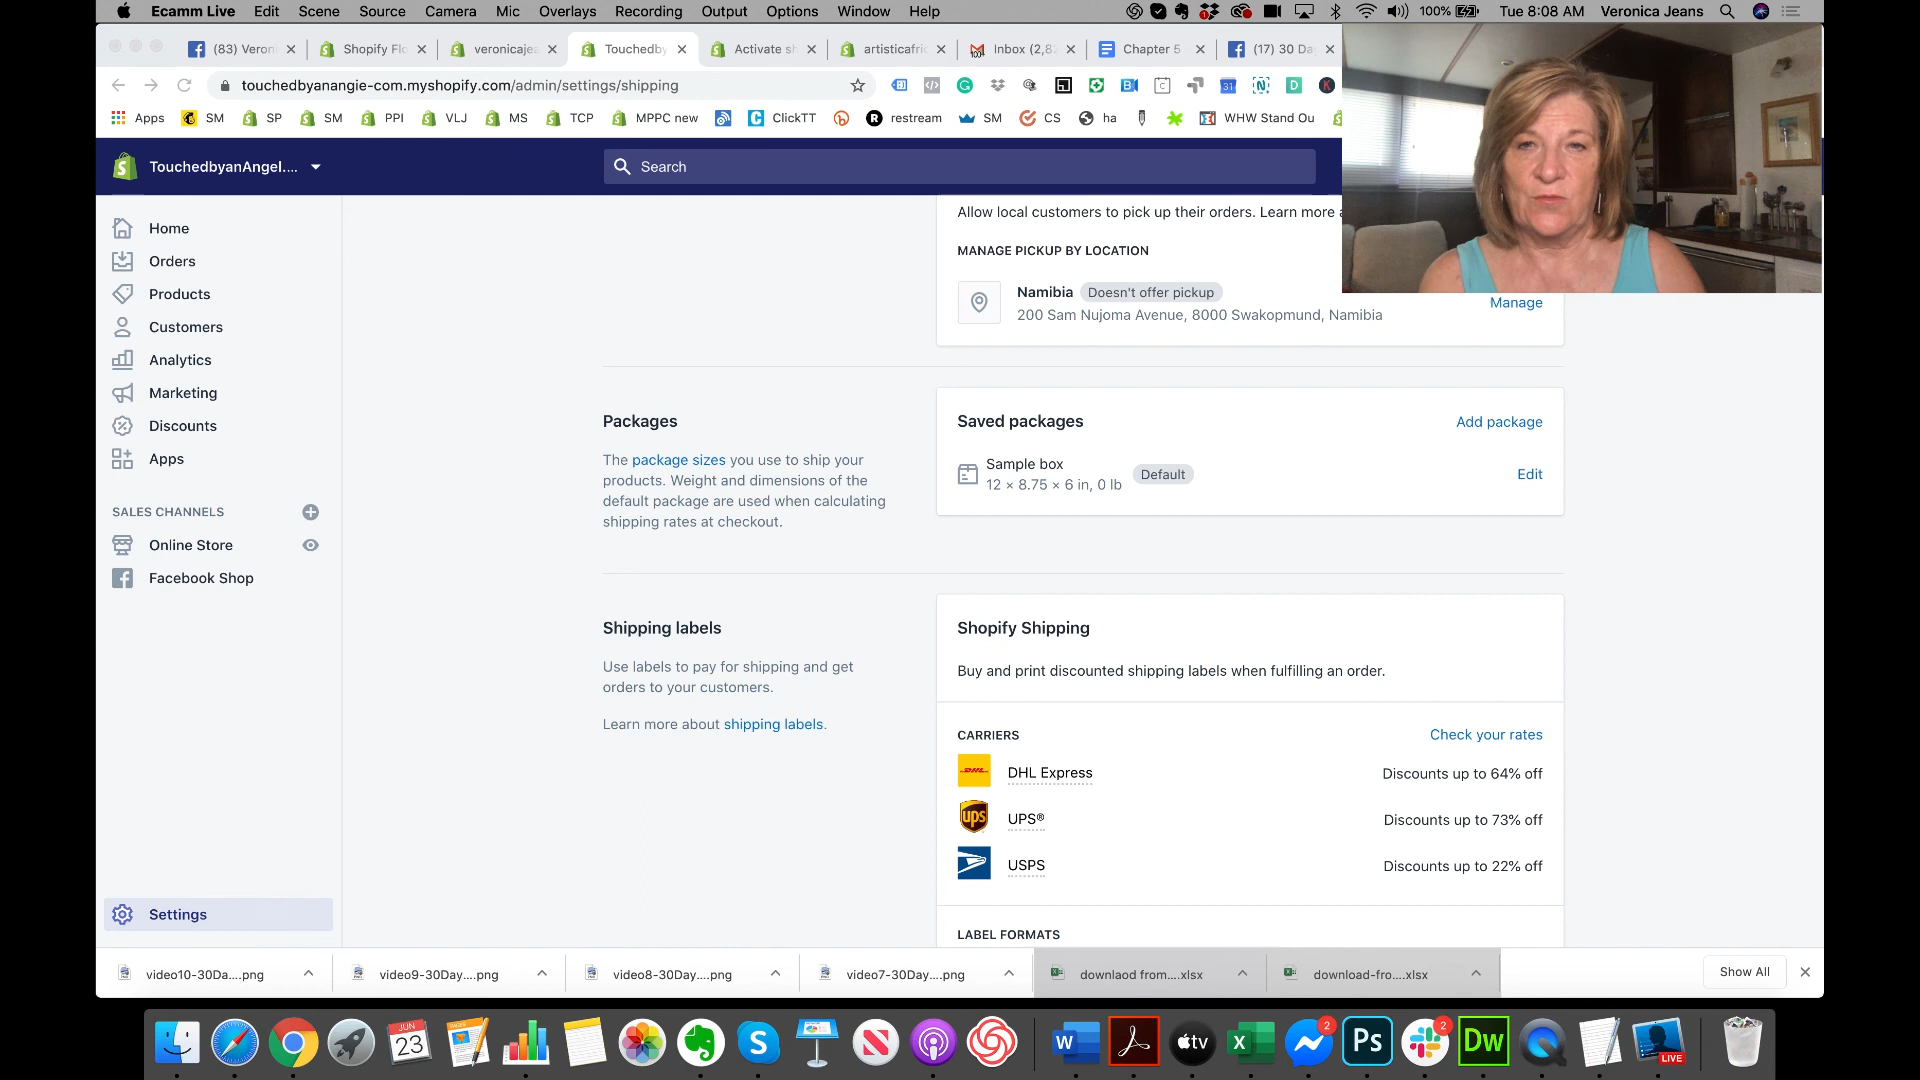 Ecamm Live Edit Scene Source Camera Mic Overlays Recording Output Options Window Help 100% Tue 8:08 AM Veronica Jeans
(83) Veron Shopify Flo veronicajea Touchedby Activate sh artisticafric Inbox (2,82 Chapter 5 (17) 30 Da
touchedbyanangie-com.myshopify.com/admin/settings/shipping
Apps SM SP SM PPI VLJ MS TCP MPPC new ClickTT restream SM CS ha WHW Stand Ou
TouchedbyanAngel.... Search
Home
Orders
Products
Customers
Analytics
Marketing
Discounts
Apps
SALES CHANNELS
Online Store
Facebook Shop
Settings
Allow local customers to pick up their orders. Learn more
MANAGE PICKUP BY LOCATION
Namibia Doesn't offer pickup
200 Sam Nujoma Avenue, 8000 Swakopmund, Namibia
Manage
Packages
The package sizes you use to ship your
products. Weight and dimensions of the
default package are used when calculating
shipping rates at checkout.
Saved packages Add package
Sample box
12 × 8.75 × 6 in, 0 lb Default Edit
Shipping labels
Use labels to pay for shipping and get
orders to your customers.
Learn more about shipping labels.
Shopify Shipping
Buy and print discounted shipping labels when fulfilling an order.
CARRIERS Check your rates
DHL Express Discounts up to 64% off
UPS® Discounts up to 73% off
USPS Discounts up to 22% off
LABEL FORMATS
video10-30Da....png video9-30Day....png video8-30Day....png video7-30Day....png downlaod from....xlsx download-fro....xlsx Show All
JUN
23
PAGES
tv
2
Ps
2
Dw
LIVE